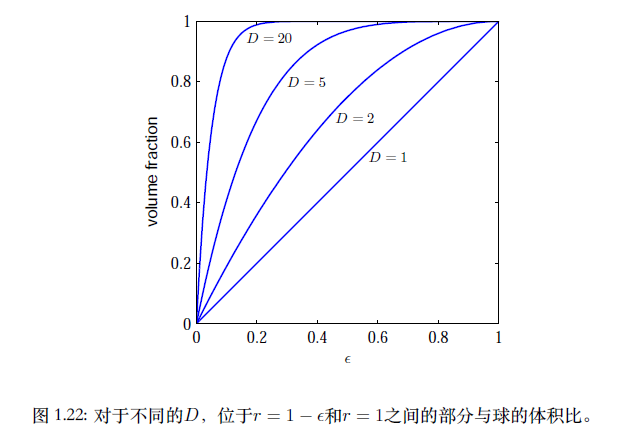 1
0.8
0.6
0.4
0.2
0
volume fraction
D = 20
D = 5
D = 2
D = 1
0 0.2 0.4 0.6 0.8 1
ϵ
图 1.22: 对于不同的D，位于r = 1 − ϵ和r = 1之间的部分与球的体积比。